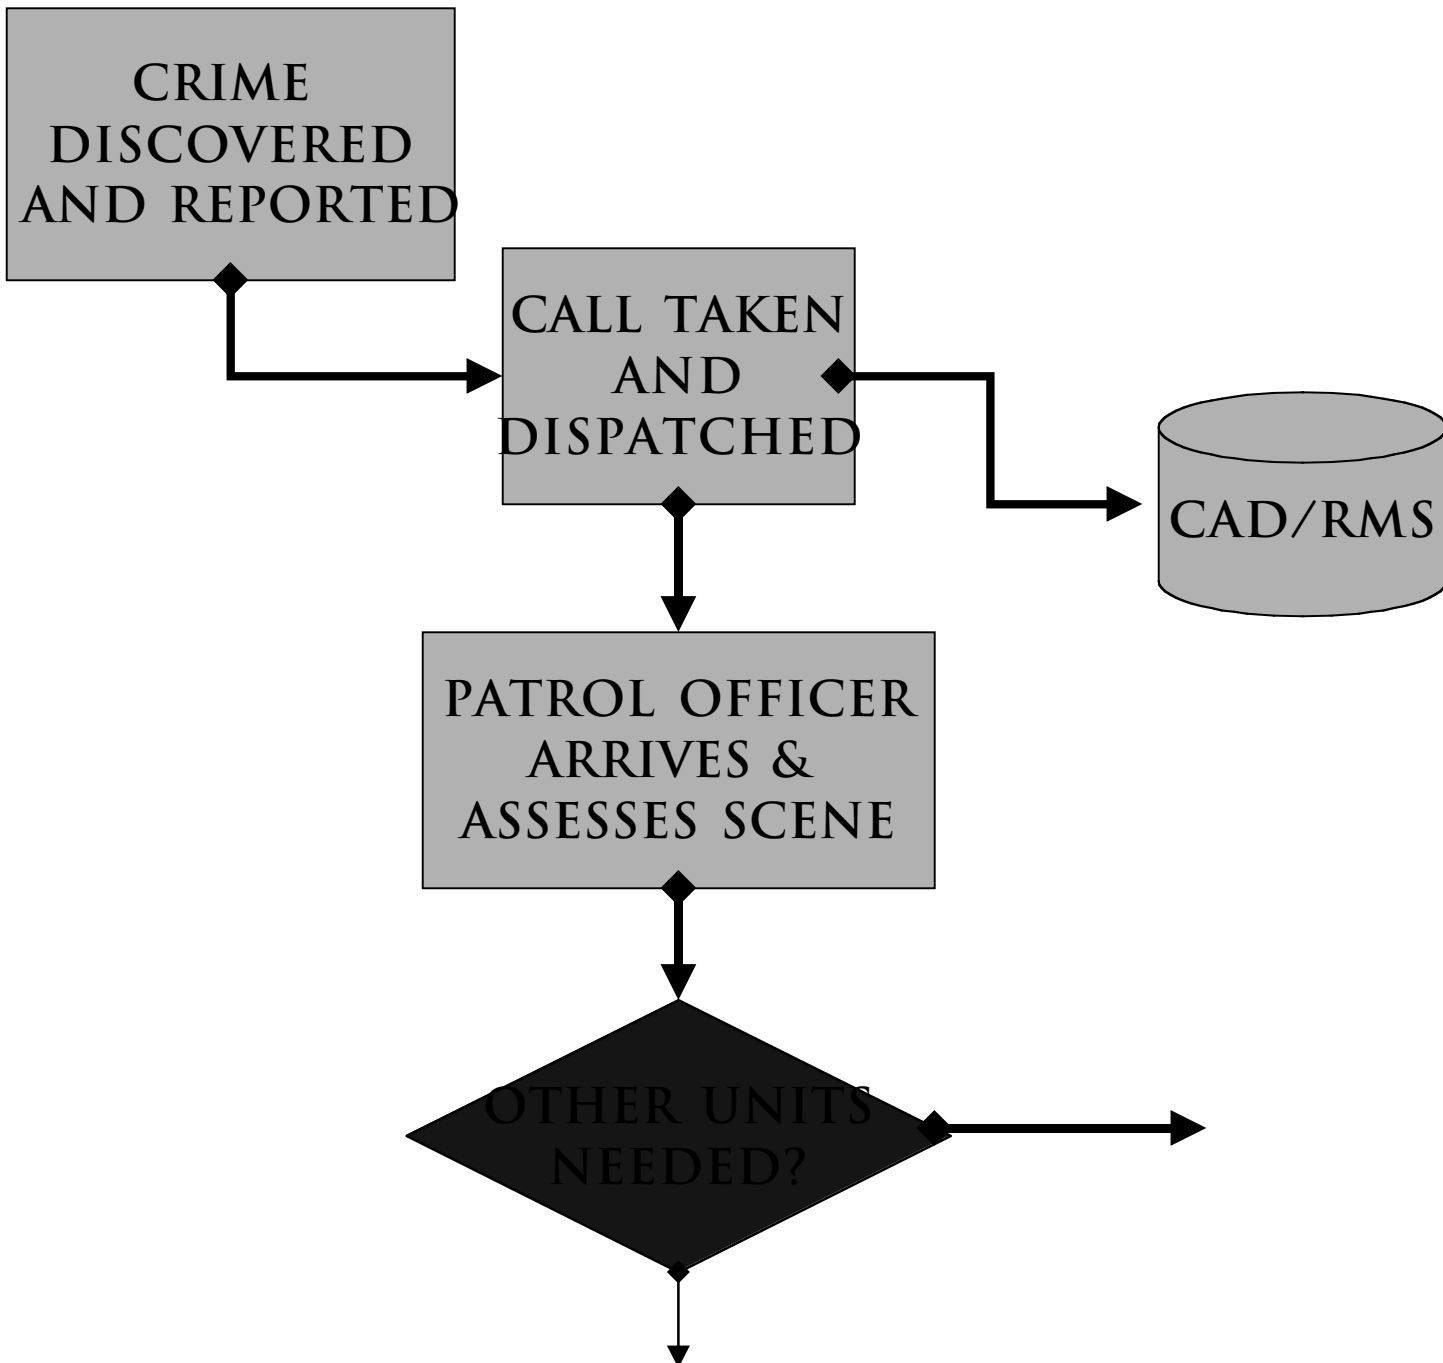 CRIME
DISCOVERED
AND REPORTED
CALL TAKEN
AND
DISPATCHED
CAD/RMS
PATROL OFFICER
ARRIVES &
ASSESSES SCENE
OTHER UNITS
NEEDED?